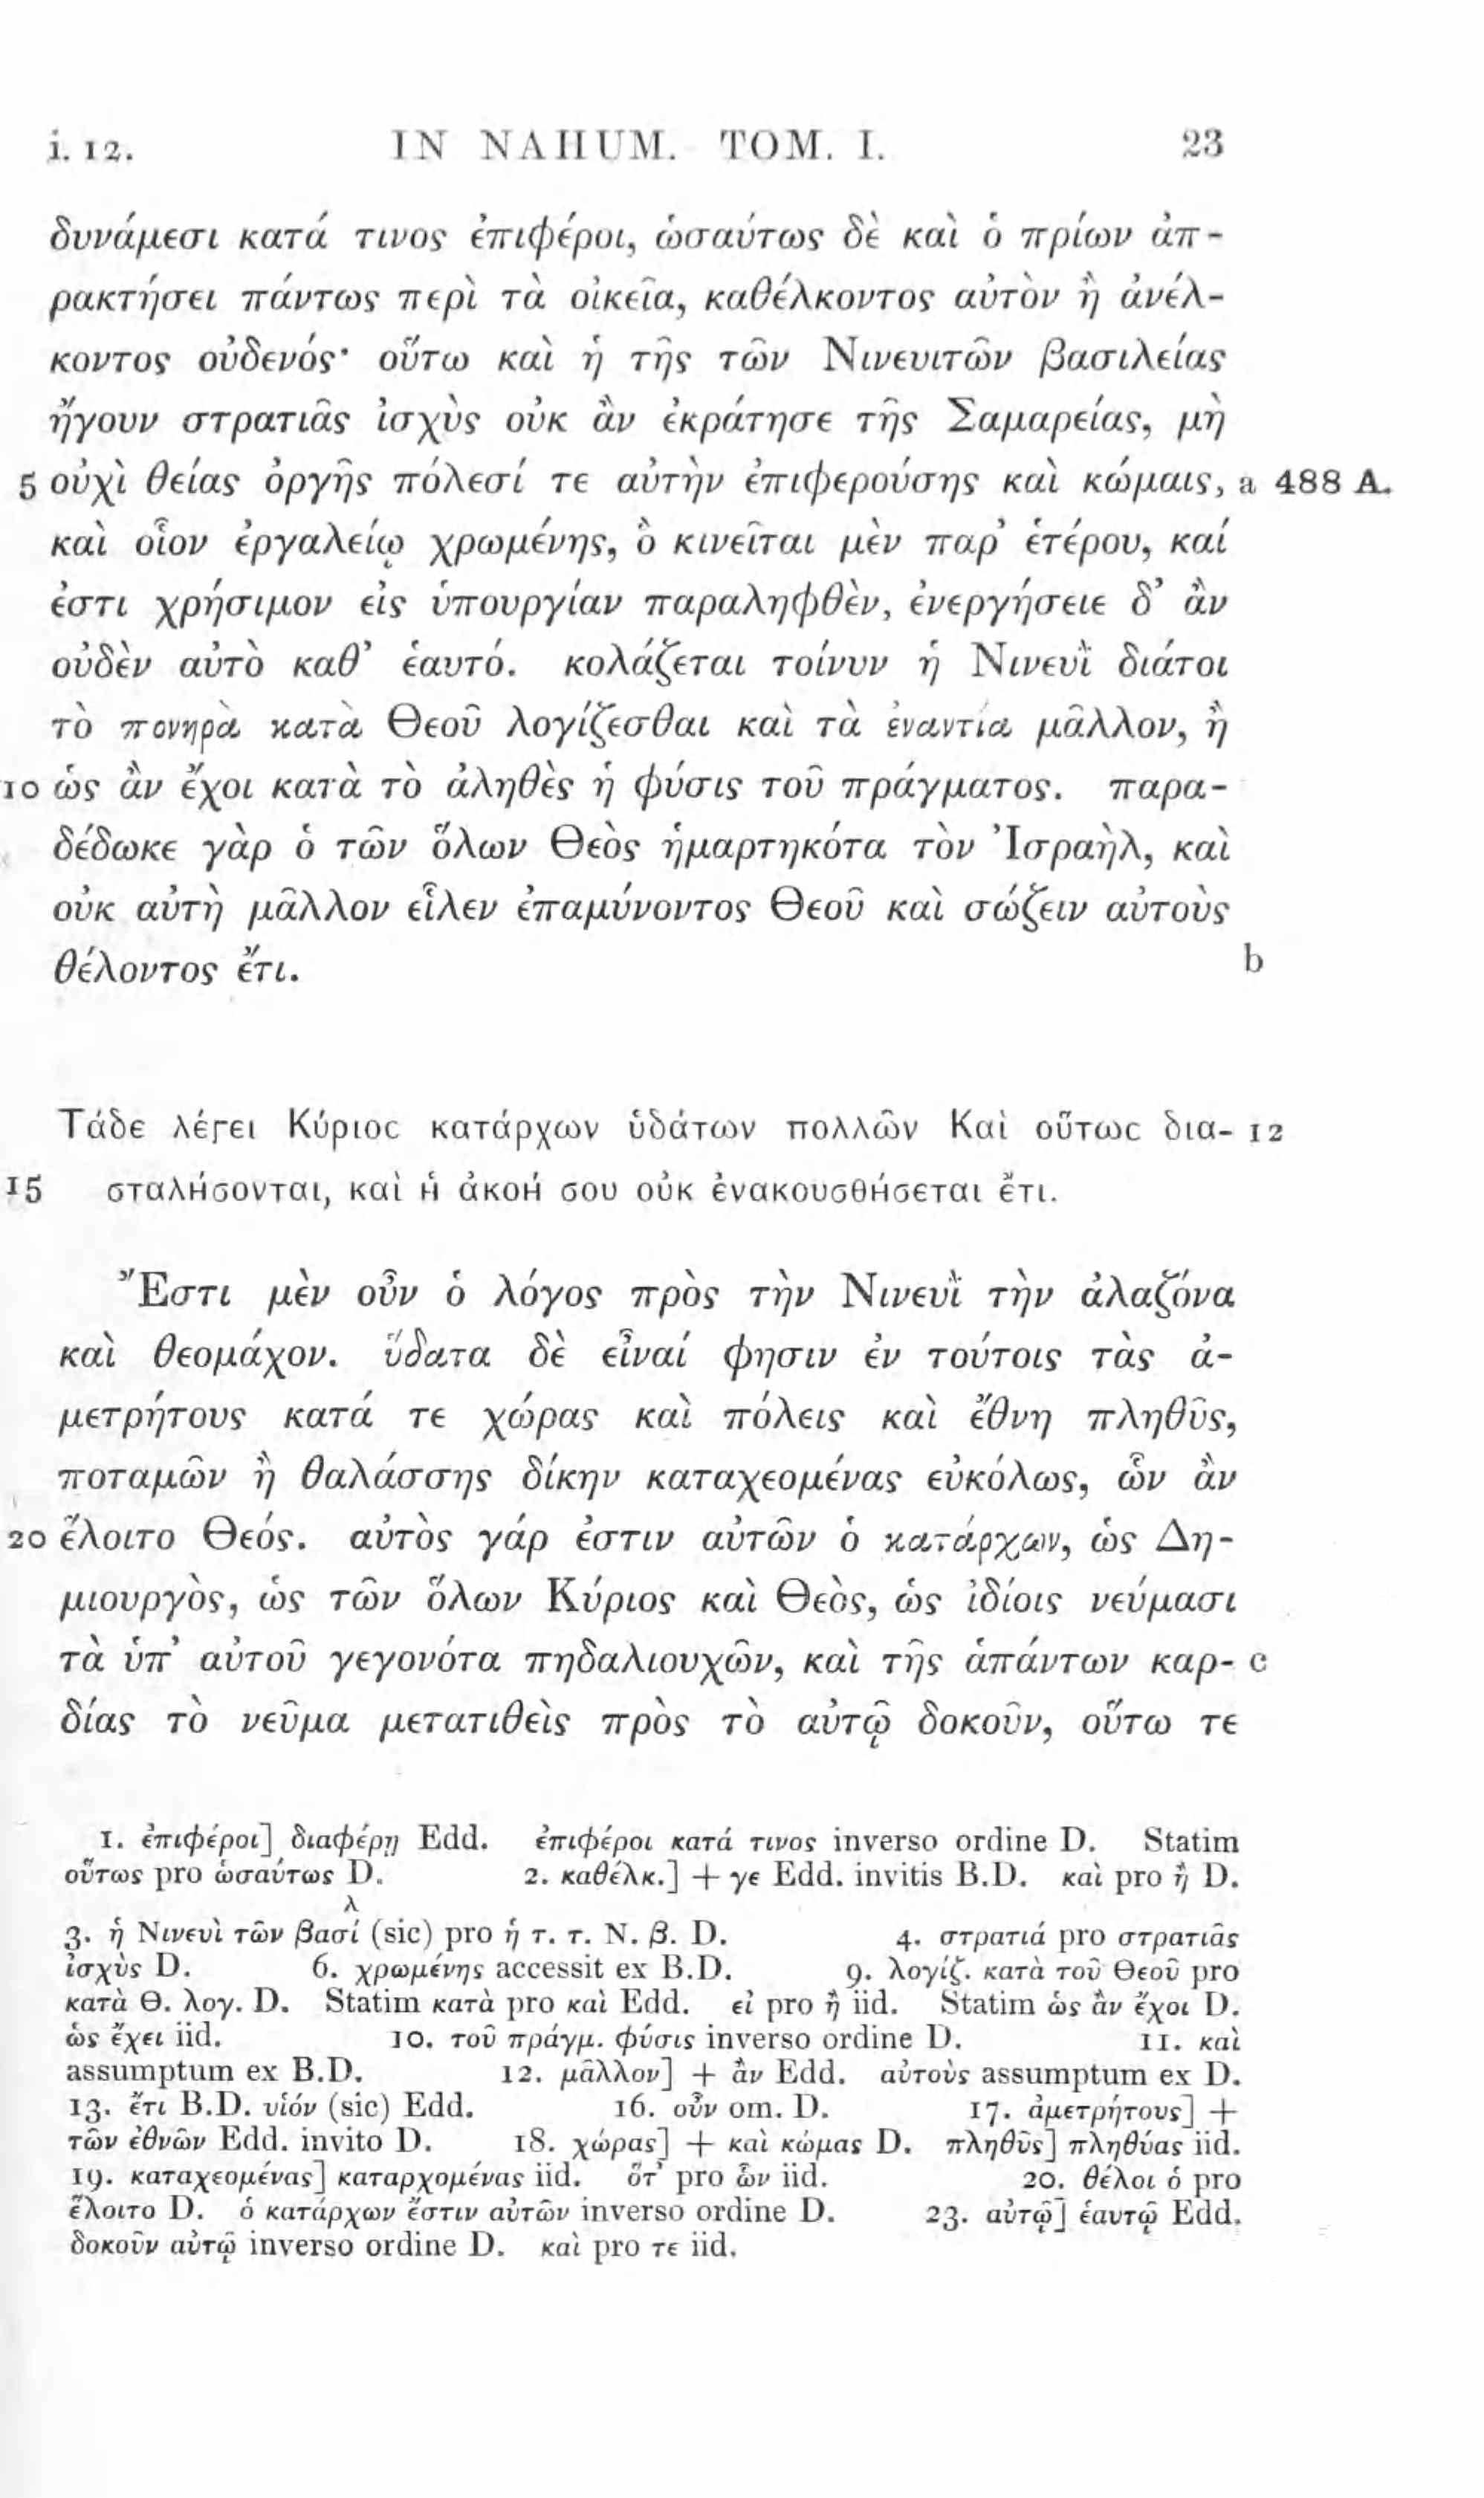 i. 12. IN NAHUM. TOM. I. 23
δυνάμεσι κατά τινος ἐπιφέροι, ὡσαύτως δὲ καὶ ὁ πρίων ἀπ-
ρακτήσει πάντως περὶ τὰ οἰκεῖα, καθέλκοντος αὐτὸν ἢ ἀνέλ-
κοντος οὐδενός· οὕτω καὶ ἡ τῆς τῶν Νινευιτῶν βασιλείας
ἤγουν στρατιᾶς ἰσχὺς οὐκ ἂν ἐκράτησε τῆς Σαμαρείας, μὴ
5 οὐχὶ θείας ὀργῆς πόλεσί τε αὐτὴν ἐπιφερούσης καὶ κώμαις, a 488 A.
καὶ οἷον ἐργαλείῳ χρωμένης, ὃ κινεῖται μὲν παρ’ ἑτέρου, καί
ἐστι χρήσιμον εἰς ὑπουργίαν παραληφθὲν, ἐνεργήσειε δ’ ἂν
οὐδὲν αὐτὸ καθ’ ἑαυτό. κολάζεται τοίνυν ἡ Νινευῒ διάτοι
τὸ πονηρὰ κατὰ Θεοῦ λογίζεσθαι καὶ τὰ ἐναντία μᾶλλον, ἢ
10 ὡς ἂν ἔχοι κατὰ τὸ ἀληθὲς ἡ φύσις τοῦ πράγματος. παρα-
δέδωκε γὰρ ὁ τῶν ὅλων Θεὸς ἡμαρτηκότα τὸν Ἰσραὴλ, καὶ
οὐκ αὐτὴ μᾶλλον εἷλεν ἐπαμύνοντος Θεοῦ καὶ σώζειν αὐτοὺς
θέλοντος ἔτι. b
Τάδε λέγει Κύριος κατάρχων ὑδάτων πολλῶν Καὶ οὕτως δια- 12
15 σταλήσονται, καὶ ἡ ἀκοή σου οὐκ ἐνακουσθήσεται ἔτι.
Ἔστι μὲν οὖν ὁ λόγος πρὸς τὴν Νινευῒ τὴν ἀλαζόνα
καὶ θεομάχον. ὕδατα δὲ εἶναί φησιν ἐν τούτοις τὰς ἀ-
μετρήτους κατά τε χώρας καὶ πόλεις καὶ ἔθνη πληθῦς,
ποταμῶν ἢ θαλάσσης δίκην καταχεομένας εὐκόλως, ὧν ἂν
20 ἕλοιτο Θεός. αὐτὸς γάρ ἐστιν αὐτῶν ὁ κατάρχων, ὡς Δη-
μιουργὸς, ὡς τῶν ὅλων Κύριος καὶ Θεὸς, ὡς ἰδίοις νεύμασι
τὰ ὑπ’ αὐτοῦ γεγονότα πηδαλιουχῶν, καὶ τῆς ἁπάντων καρ- c
δίας τὸ νεῦμα μετατιθεὶς πρὸς τὸ αὐτῷ δοκοῦν, οὕτω τε
1. ἐπιφέροι] διαφέρῃ Edd. ἐπιφέροι κατά τινος inverso ordine D. Statim
οὕτως pro ὡσαύτως D. 2. καθέλκ.] + γε Edd. invitis B.D. καὶ pro ἢ D.
λ
3. ἡ Νινευὶ τῶν βασί (sic) pro ἡ τ. τ. Ν. β. D. 4. στρατιά pro στρατιᾶς
ἰσχὺς D. 6. χρωμένης accessit ex B.D. 9. λογίζ. κατὰ τοῦ Θεοῦ pro
κατὰ Θ. λογ. D. Statim κατὰ pro καὶ Edd. εἰ pro ἢ iid. Statim ὡς ἂν ἔχοι D.
ὡς ἔχει iid. 10. τοῦ πράγμ. φύσις inverso ordine D. 11. καὶ
assumptum ex B.D. 12. μᾶλλον] + ἂν Edd. αὐτοὺς assumptum ex D.
13. ἔτι B.D. υἱόν (sic) Edd. 16. οὖν om. D. 17. ἀμετρήτους] +
τῶν ἐθνῶν Edd. invito D. 18. χώρας] + καὶ κώμας D. πληθῦς] πληθύας iid.
19. καταχεομένας] καταρχομένας iid. ὅτ’ pro ὧν iid. 20. θέλοι ὁ pro
ἕλοιτο D. ὁ κατάρχων ἔστιν αὐτῶν inverso ordine D. 23. αὐτῷ] ἑαυτῷ Edd.
δοκοῦν αὐτῷ inverso ordine D. καὶ pro τε iid.